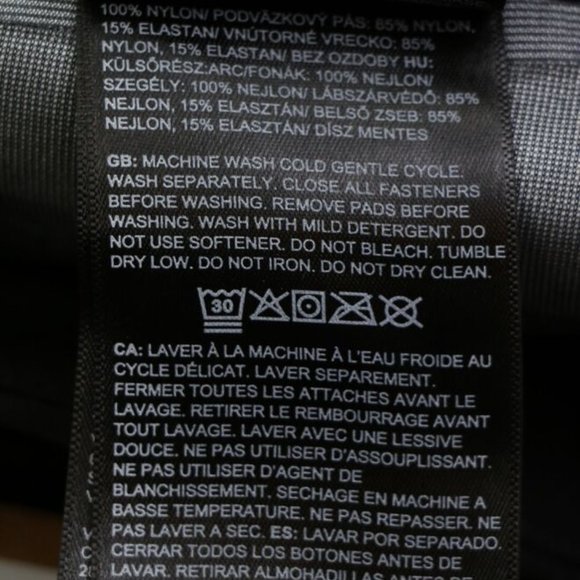 100% NYLON/ PODVÄZKOVÝ PÁS: 85% NYLON,
15% ELASTAN/ VNÚTORNÉ VRECKO: 85%
NYLON, 15% ELASTAN/ BEZ OZDOBY HU:
KÜLSŐRÉSZ:ARC/FONÁK: 100% NEJLON/
SZEGÉLY: 100% NEJLON/ LÁBSZÁRVÉDŐ: 85%
NEJLON, 15% ELASZTÁN/ BELSŐ ZSEB: 85%
NEJLON, 15% ELASZTÁN/ DÍSZ MENTES
GB: MACHINE WASH COLD GENTLE CYCLE.
WASH SEPARATELY. CLOSE ALL FASTENERS
BEFORE WASHING. REMOVE PADS BEFORE
WASHING. WASH WITH MILD DETERGENT. DO
NOT USE SOFTENER. DO NOT BLEACH. TUMBLE
DRY LOW. DO NOT IRON. DO NOT DRY CLEAN.
30
CA: LAVER À LA MACHINE À L'EAU FROIDE AU
CYCLE DÉLICAT. LAVER SEPAREMENT.
FERMER TOUTES LES ATTACHES AVANT LE
LAVAGE. RETIRER LE REMBOURRAGE AVANT
TOUT LAVAGE. LAVER AVEC UNE LESSIVE
DOUCE. NE PAS UTILISER D'ASSOUPLISSANT.
NE PAS UTILISER D'AGENT DE
BLANCHISSEMENT. SECHAGE EN MACHINE A
BASSE TEMPERATURE. NE PAS REPASSER. NE
PAS LAVER A SEC. ES: LAVAR POR SEPARADO.
CERRAR TODOS LOS BOTONES ANTES DE
LAVAR. RETIRAR ALMOHADILLAS ANTES DE